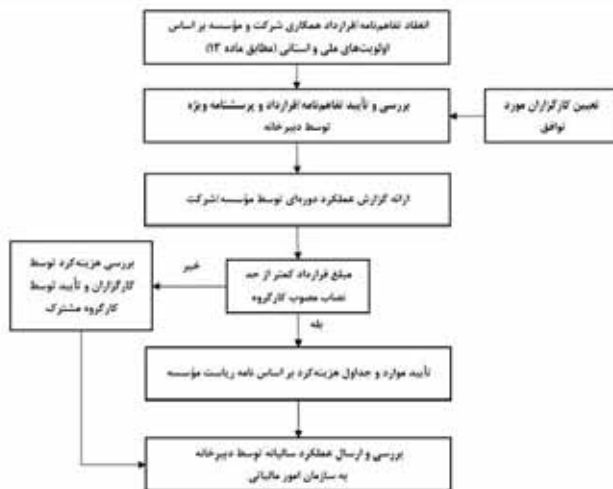 انعقاد تفاهم‌نامه/قرارداد همکاری شرکت و مؤسسه بر اساس
اولویت‌های ملی و استانی (مطابق ماده ۱۳)
بررسی و تأیید تفاهم‌نامه/قرارداد و پرسشنامه ویژه
توسط دبیرخانه
تعیین کارگزاران مورد
توافق
ارائه گزارش عملکرد دوره‌ای توسط مؤسسه/شرکت
مبلغ قرارداد کمتر از حد
نصاب مصوب کارگروه
خیر
بررسی هزینه‌کرد توسط
کارگزاران و تأیید توسط
کارگروه مشترک
بله
تأیید موارد و جداول هزینه‌کرد بر اساس نامه ریاست مؤسسه
بررسی و ارسال عملکرد سالیانه توسط دبیرخانه
به سازمان امور مالیاتی